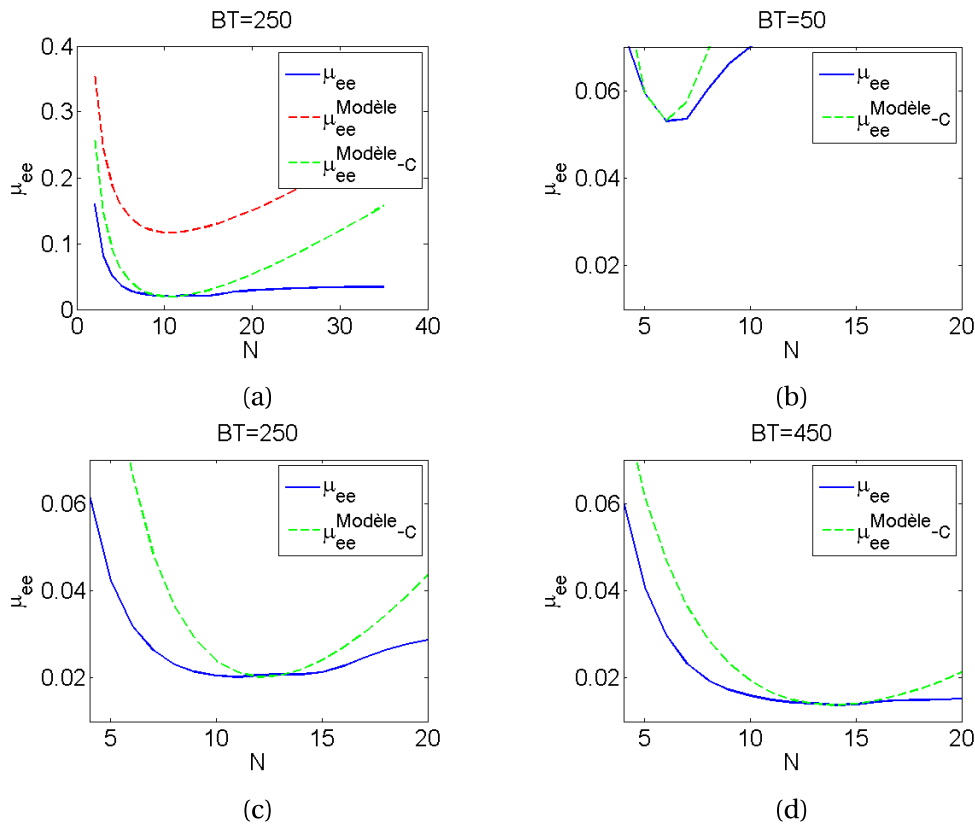 BT=250
0.4
0.3
0.2
0.1
0
μee
0 10 20 30 40
N
μee
μeeModèle
μeeModèle-C
(a)
BT=50
0.06
0.04
0.02
μee
5 10 15 20
N
μee
μeeModèle-C
(b)
BT=250
0.06
0.04
0.02
μee
5 10 15 20
N
μee
μeeModèle-C
(c)
BT=450
0.06
0.04
0.02
μee
5 10 15 20
N
μee
μeeModèle-C
(d)